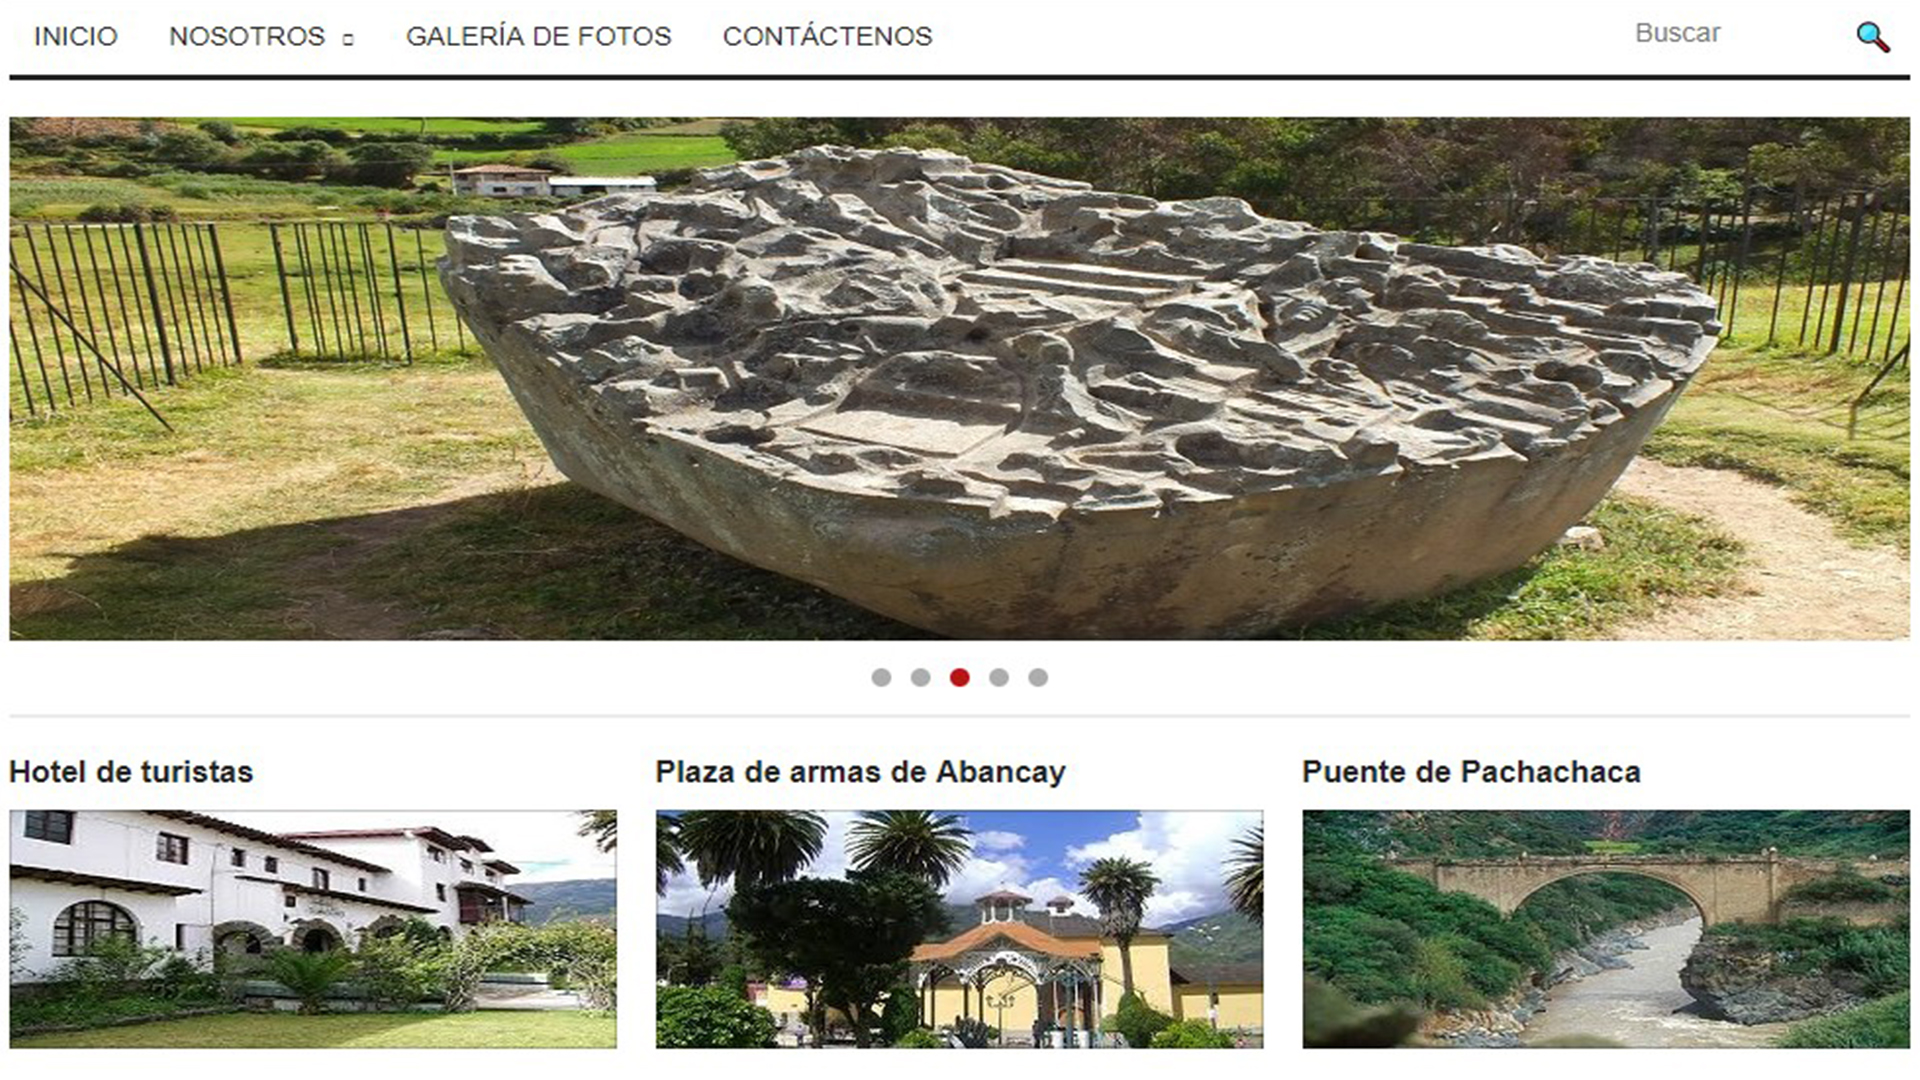 INICIO NOSOTROS GALERÍA DE FOTOS CONTÁCTENOS Buscar
Hotel de turistas
Plaza de armas de Abancay
Puente de Pachachaca